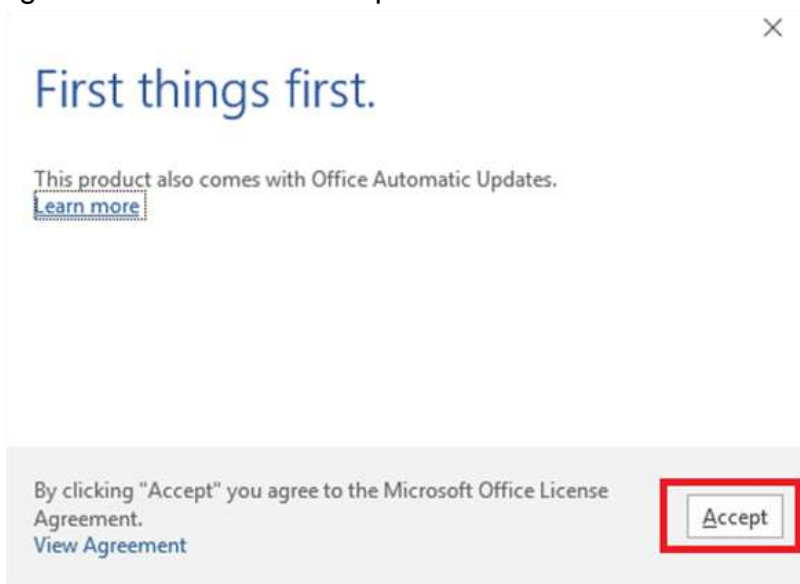 First things first.
This product also comes with Office Automatic Updates.
Learn more
By clicking "Accept" you agree to the Microsoft Office License
Agreement.
View Agreement
Accept